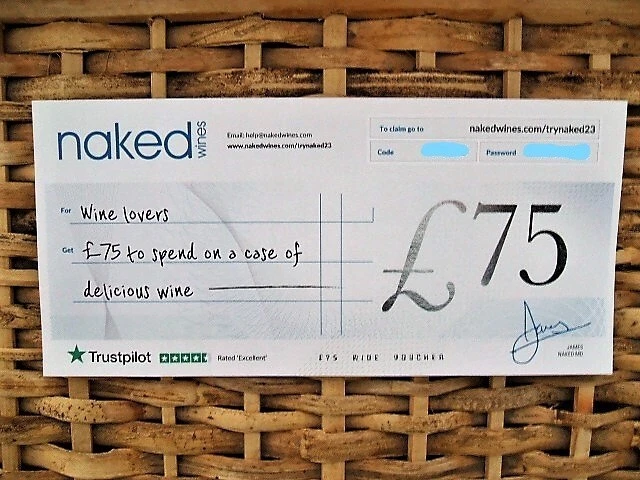 naked wines
Email: help@nakedwines.com
www.nakedwines.com/trynaked23
To claim go to nakedwines.com/trynaked23
Code Password
For Wine lovers
Get £75 to spend on a case of
delicious wine
£75
James
JAMES
NAKED MD
Trustpilot Rated 'Excellent'
£75 WINE VOUCHER